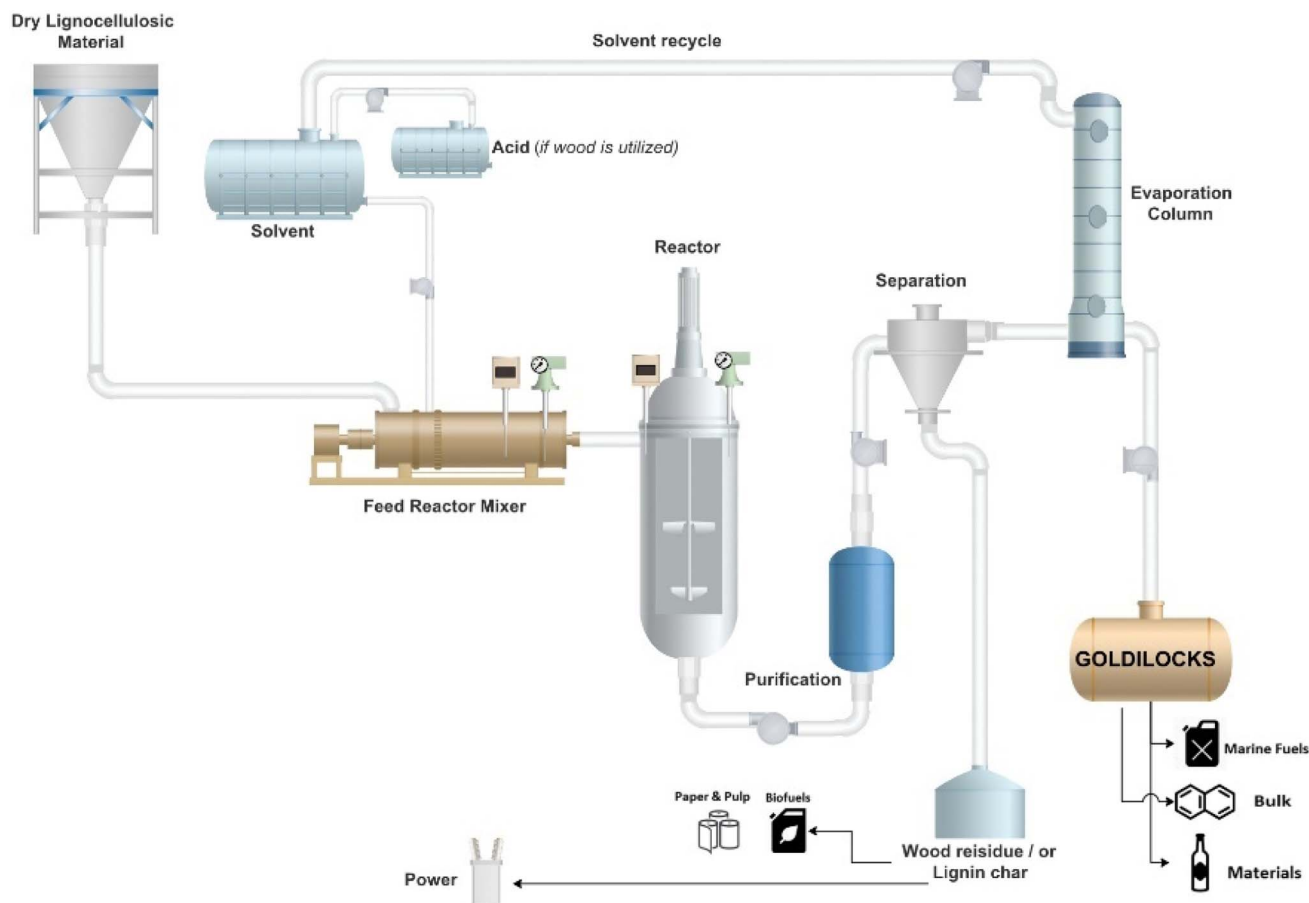 Dry Lignocellulosic
Material
Solvent recycle
Acid (if wood is utilized)
Solvent
Evaporation
Column
Reactor
Separation
Feed Reactor Mixer
Purification
GOLDILOCKS
Marine Fuels
Paper & Pulp
Biofuels
Bulk
Wood reisidue / or
Lignin char
Materials
Power